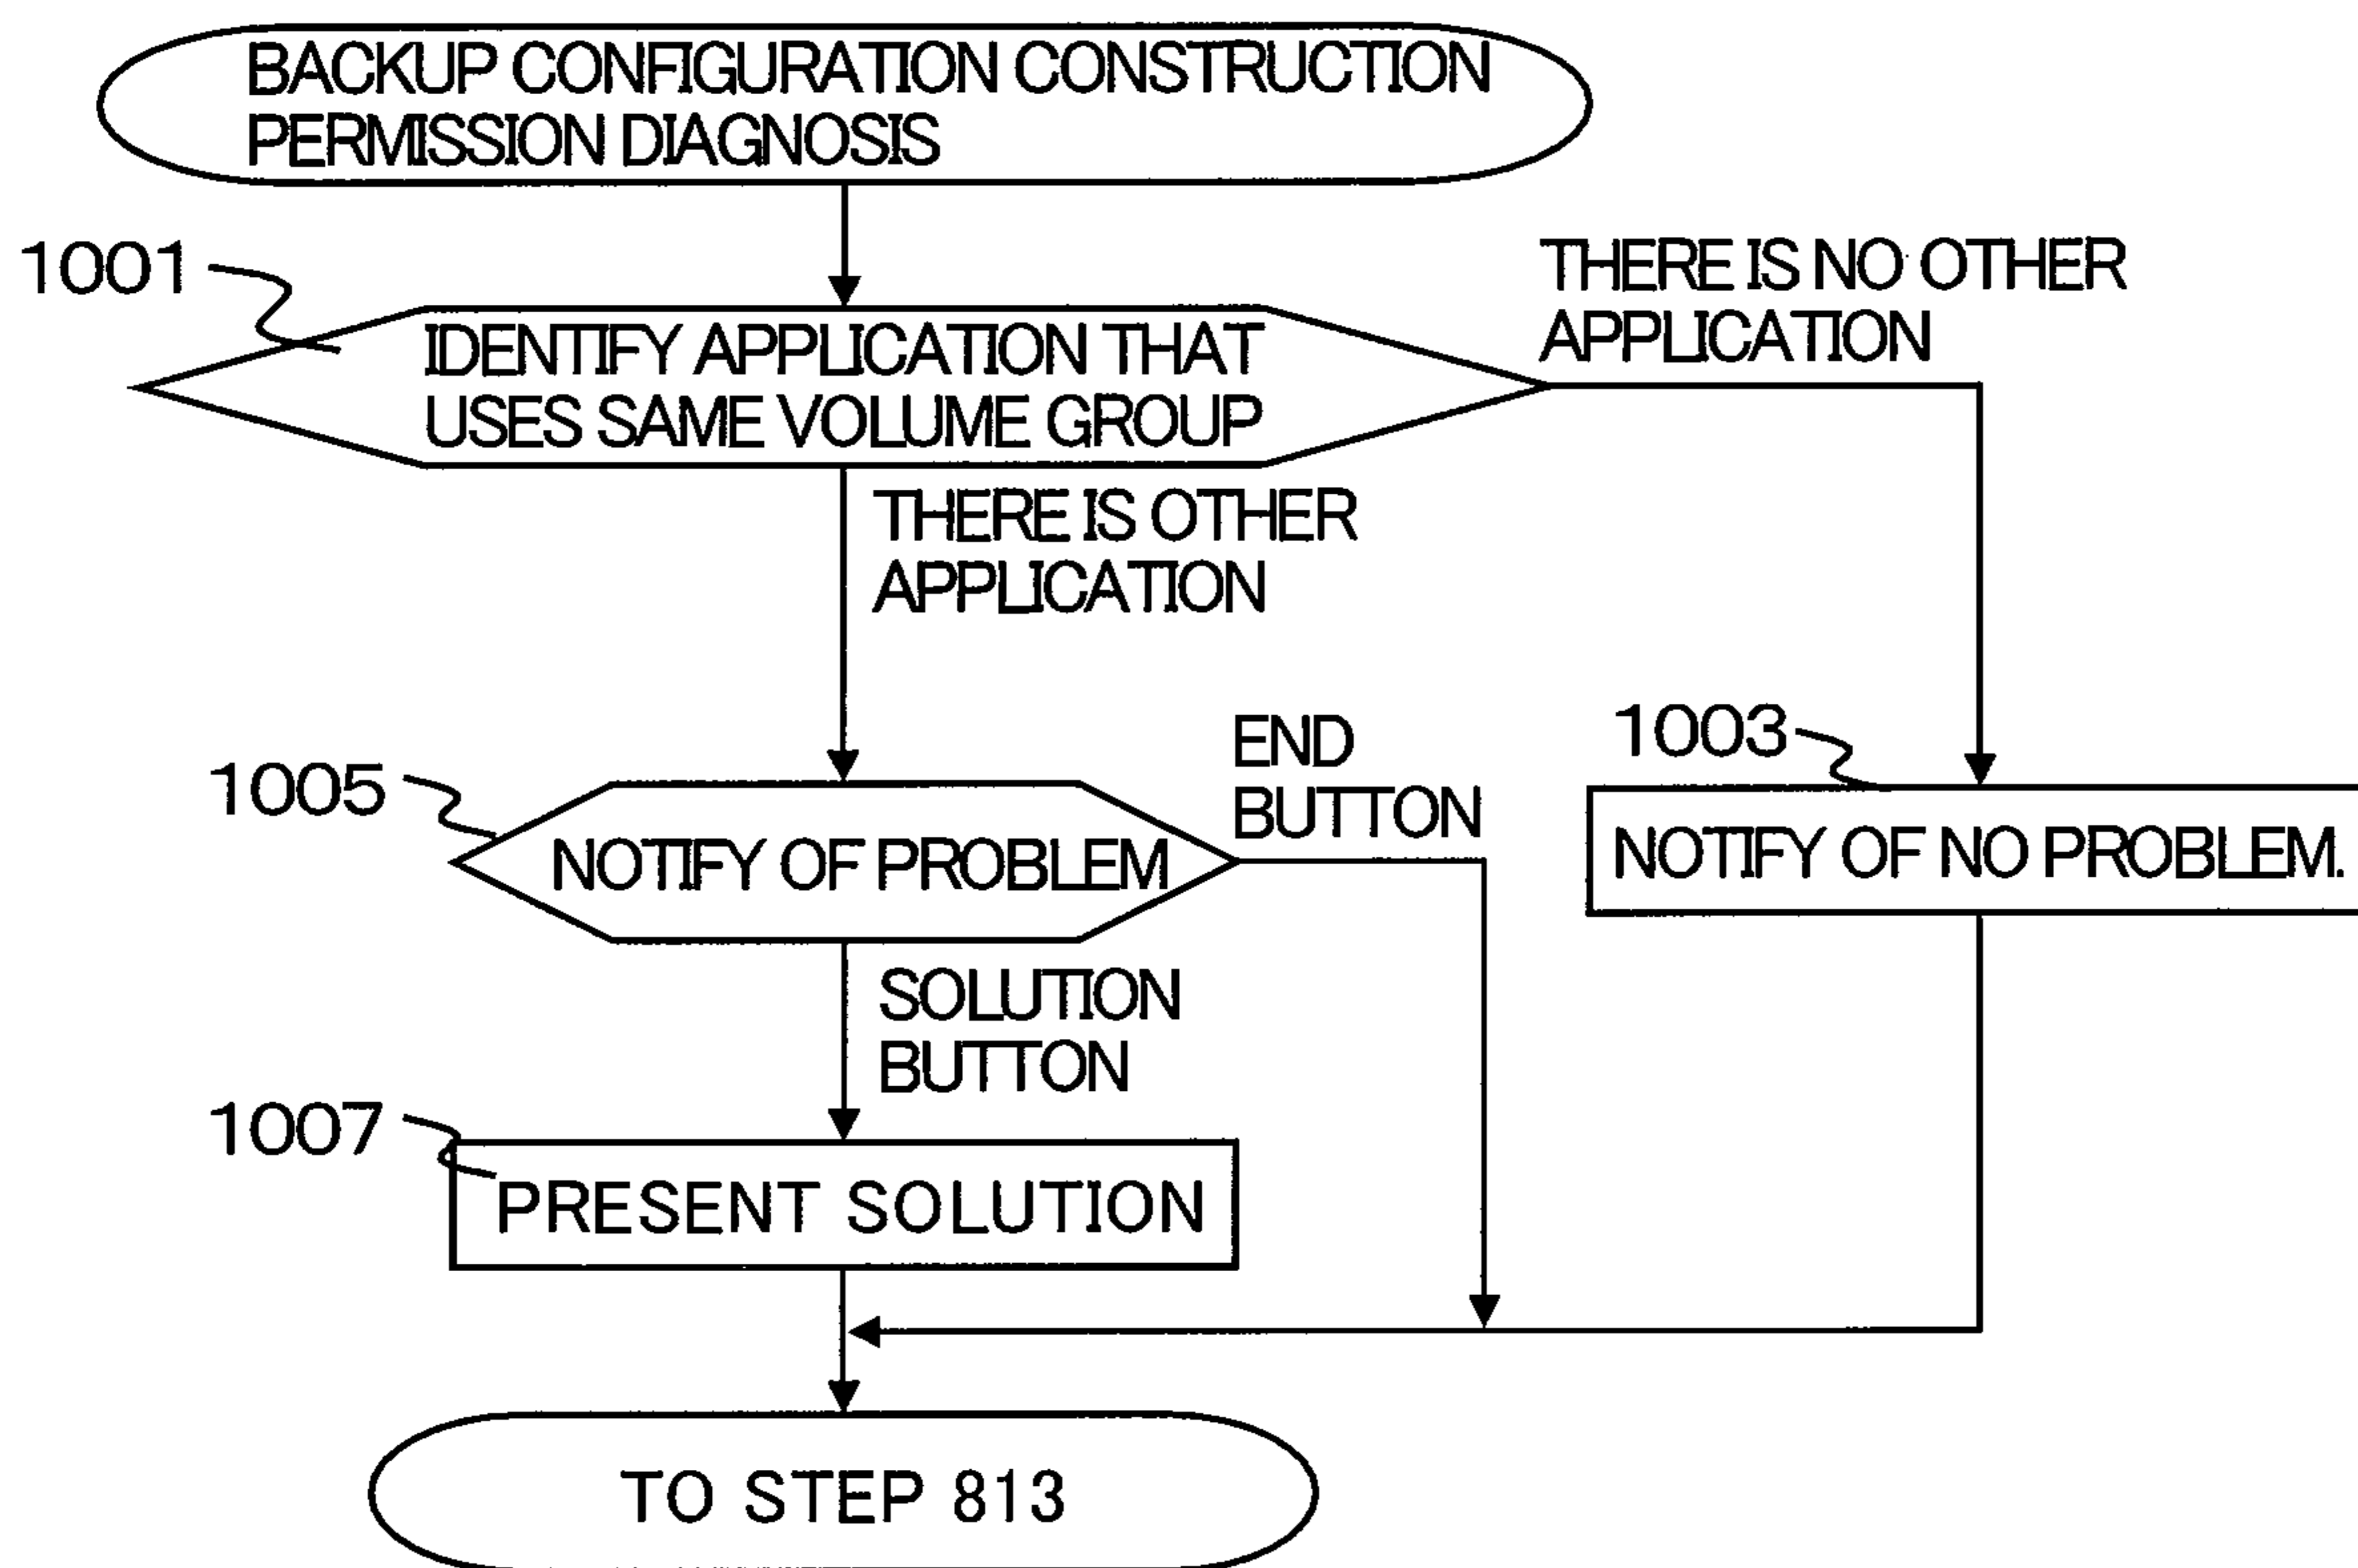 BACKUP CONFIGURATION CONSTRUCTION
PERMISSION DIAGNOSIS
1001
THERE IS NO OTHER
APPLICATION
IDENTIFY APPLICATION THAT
USES SAME VOLUME GROUP
THERE IS OTHER
APPLICATION
1005
NOTIFY OF PROBLEM
END
BUTTON
1003
NOTIFY OF NO PROBLEM.
SOLUTION
BUTTON
1007
PRESENT SOLUTION
TO STEP 813